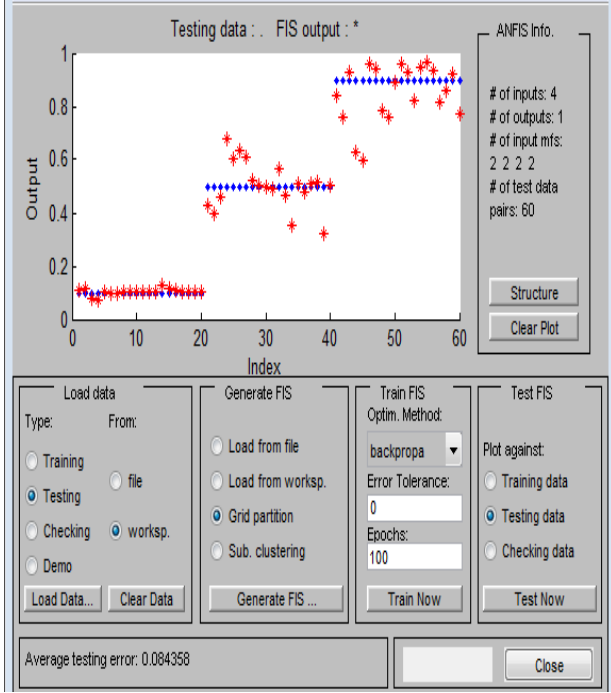 Testing data : .   FIS output : *
1
0.8
0.6
0.4
0.2
0
Output
0 10 20 30 40 50 60
Index
ANFIS Info.
# of inputs: 4
# of outputs: 1
# of input mfs:
2 2 2 2
# of test data
pairs: 60
Structure
Clear Plot
Load data
Type: From:
Training
Testing
Checking
Demo
file
worksp.
Load Data... Clear Data
Generate FIS
Load from file
Load from worksp.
Grid partition
Sub. clustering
Generate FIS ...
Train FIS
Optim. Method:
backpropa
Error Tolerance:
0
Epochs:
100
Train Now
Test FIS
Plot against:
Training data
Testing data
Checking data
Test Now
Average testing error: 0.084358
Close